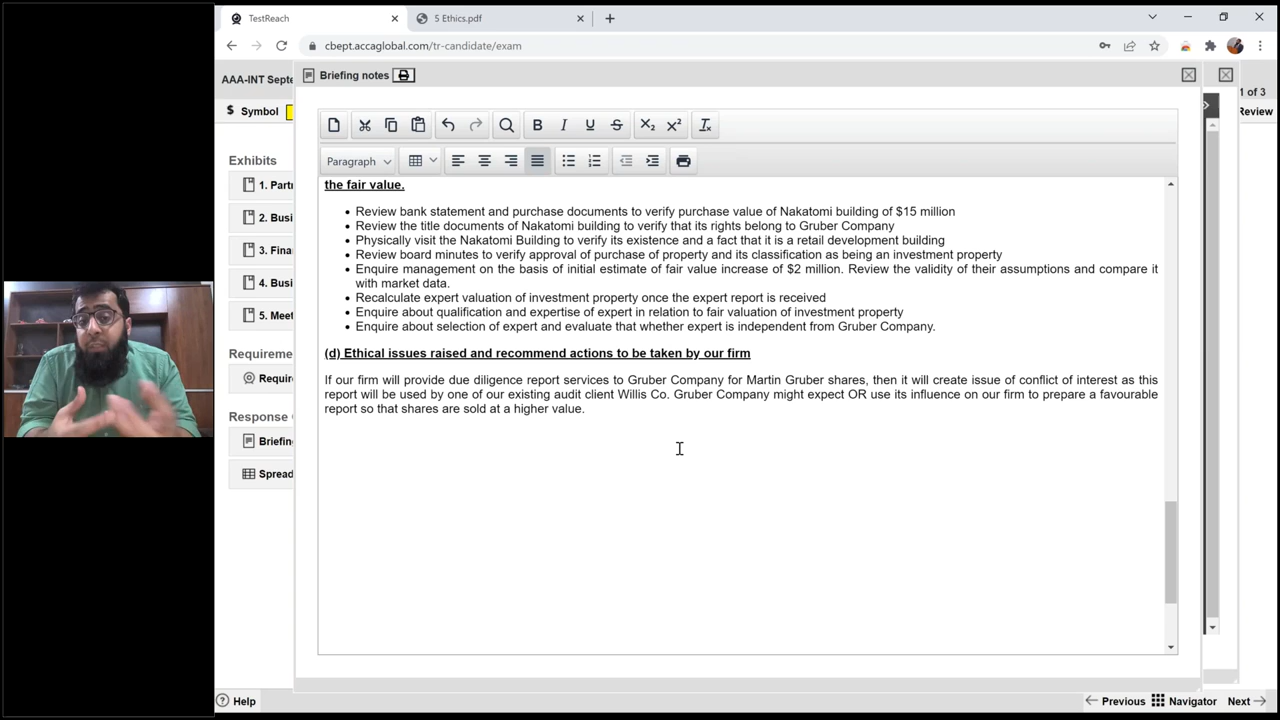 TestReach
5 Ethics.pdf
cbept.accaglobal.com/tr-candidate/exam
AAA-INT Septe
Briefing notes
1 of 3
$ Symbol
Review
Paragraph
Exhibits
1. Partn
2. Busi
3. Finan
4. Busi
5. Meet
Requireme
Requir
Response
Briefin
Spread
the fair value.
• Review bank statement and purchase documents to verify purchase value of Nakatomi building of $15 million
• Review the title documents of Nakatomi building to verify that its rights belong to Gruber Company
• Physically visit the Nakatomi Building to verify its existence and a fact that it is a retail development building
• Review board minutes to verify approval of purchase of property and its classification as being an investment property
• Enquire management on the basis of initial estimate of fair value increase of $2 million. Review the validity of their assumptions and compare it
with market data.
• Recalculate expert valuation of investment property once the expert report is received
• Enquire about qualification and expertise of expert in relation to fair valuation of investment property
• Enquire about selection of expert and evaluate that whether expert is independent from Gruber Company.
(d) Ethical issues raised and recommend actions to be taken by our firm
If our firm will provide due diligence report services to Gruber Company for Martin Gruber shares, then it will create issue of conflict of interest as this
report will be used by one of our existing audit client Willis Co. Gruber Company might expect OR use its influence on our firm to prepare a favourable
report so that shares are sold at a higher value.
Help
Previous
Navigator
Next